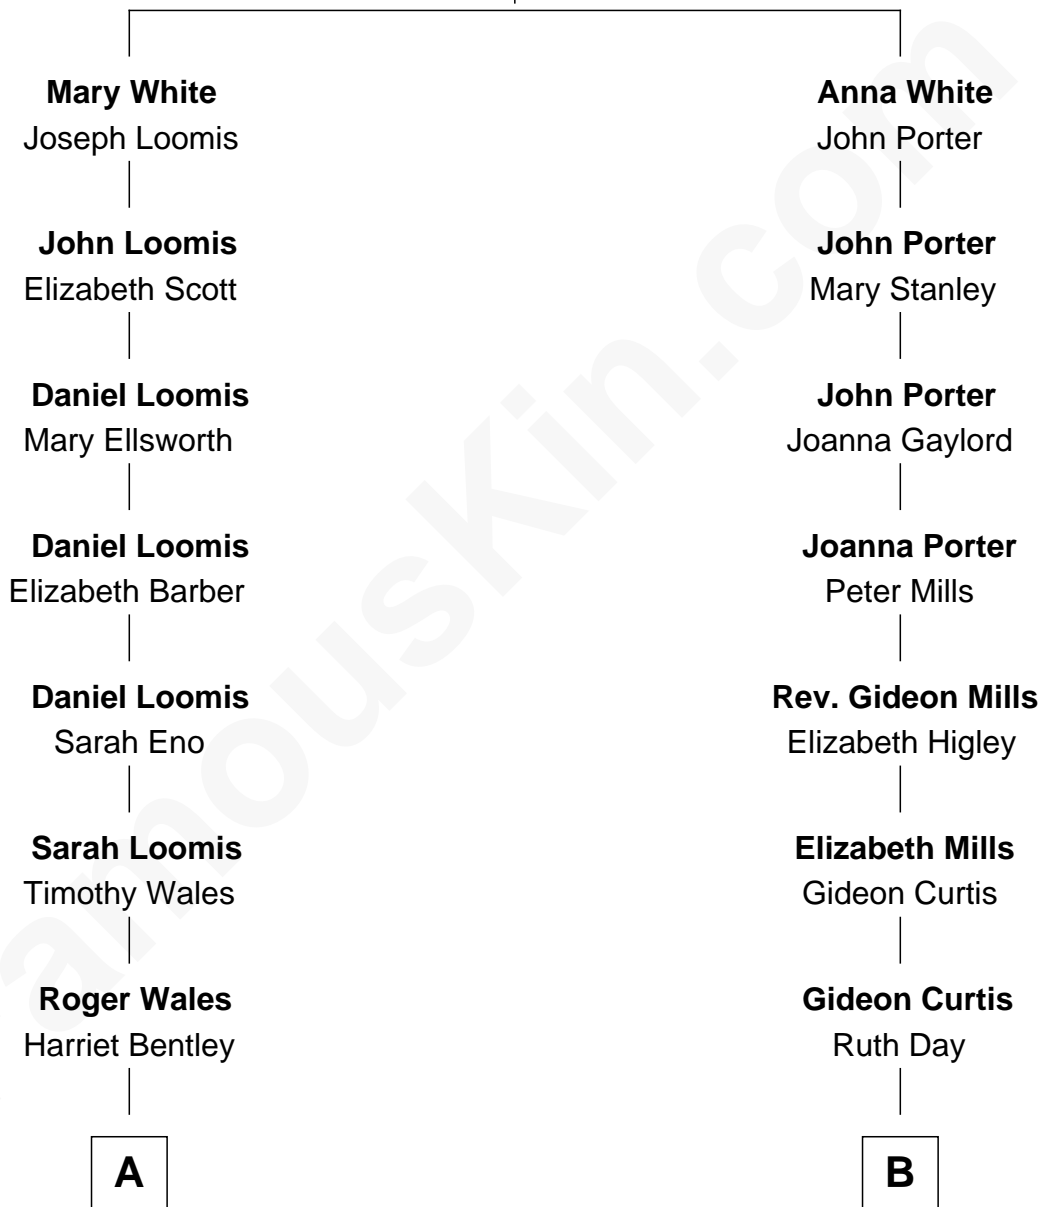 Mary White
Joseph Loomis
John Loomis
Elizabeth Scott
Daniel Loomis
Mary Ellsworth
Daniel Loomis
Elizabeth Barber
Daniel Loomis
Sarah Eno
Sarah Loomis
Timothy Wales
Roger Wales
Harriet Bentley
A
Anna White
John Porter
John Porter
Mary Stanley
John Porter
Joanna Gaylord
Joanna Porter
Peter Mills
Rev. Gideon Mills
Elizabeth Higley
Elizabeth Mills
Gideon Curtis
Gideon Curtis
Ruth Day
B
amousKin.com